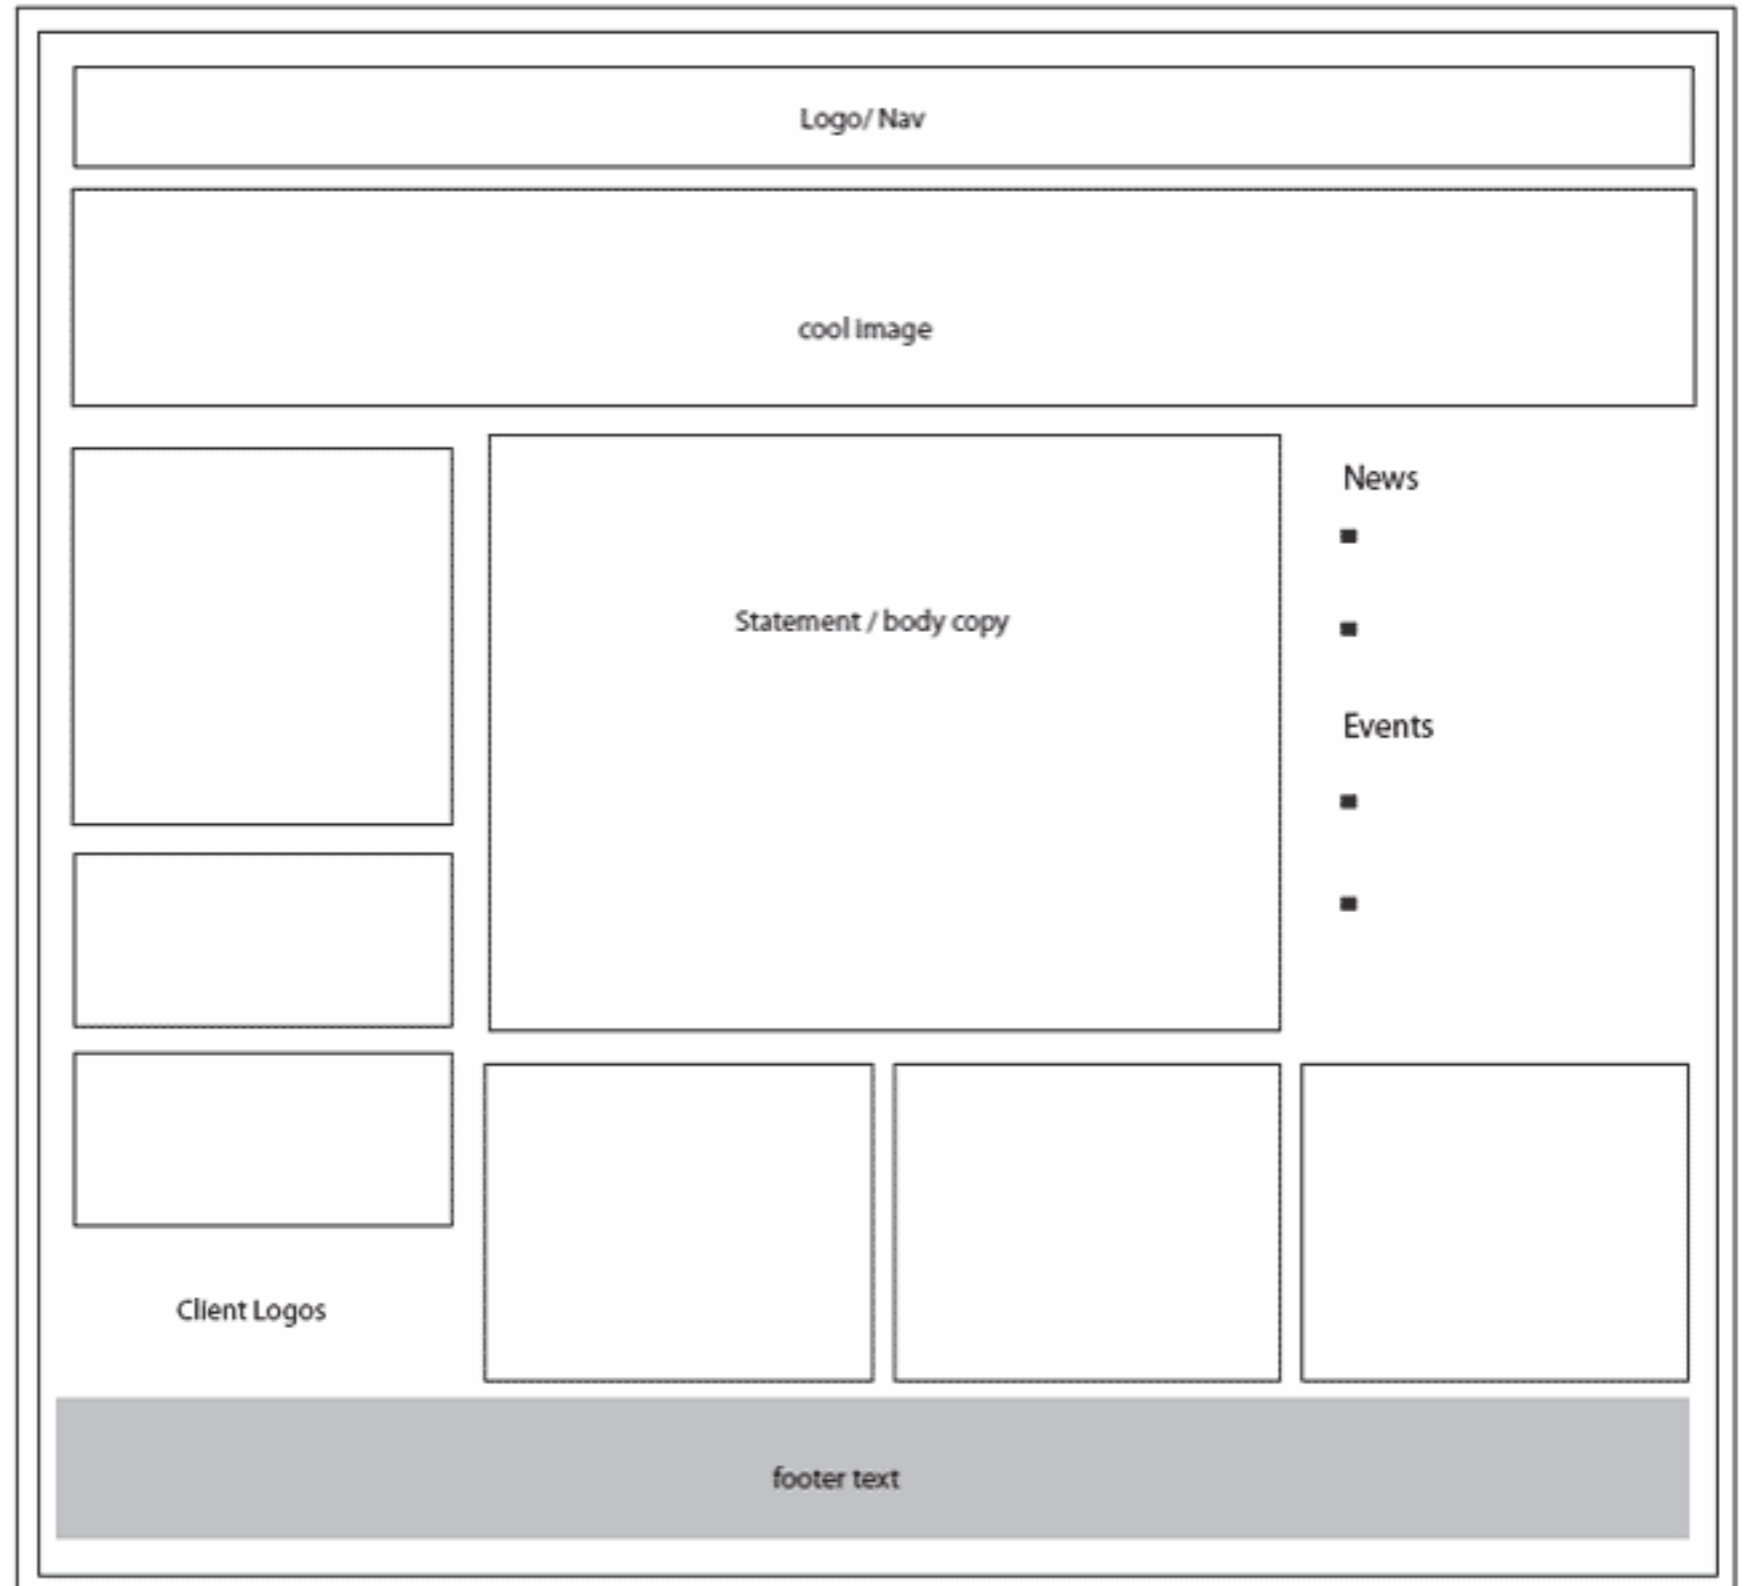 Logo/ Nav
cool image
Statement / body copy
News
Events
Client Logos
footer text